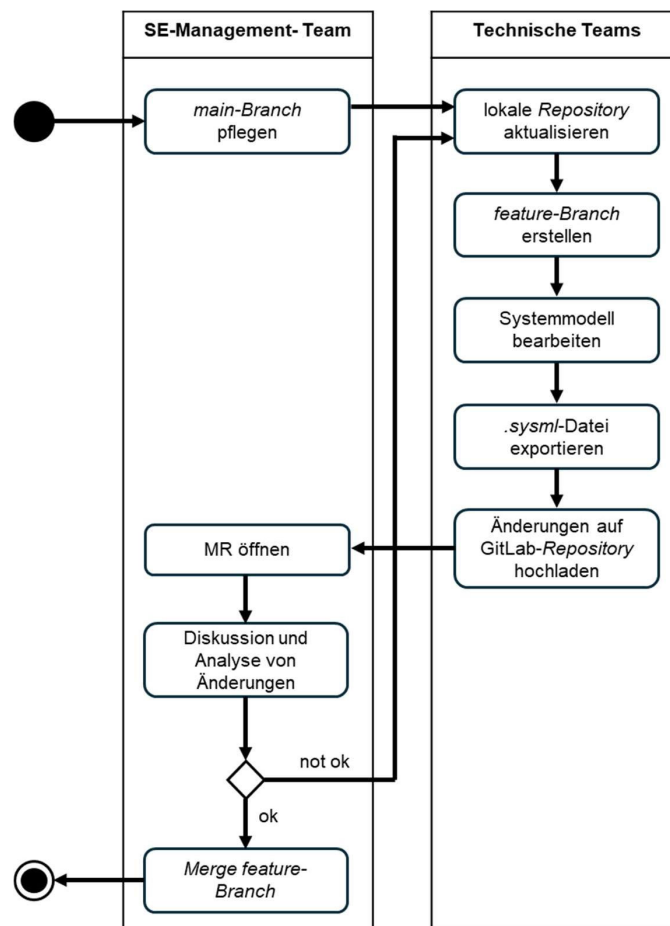 SE-Management- Team
Technische Teams
main-Branch
pflegen
lokale Repository
aktualisieren
feature-Branch
erstellen
Systemmodell
bearbeiten
.sysml-Datei
exportieren
Änderungen auf
GitLab-Repository
hochladen
MR öffnen
Diskussion und
Analyse von
Änderungen
not ok
ok
Merge feature-
Branch